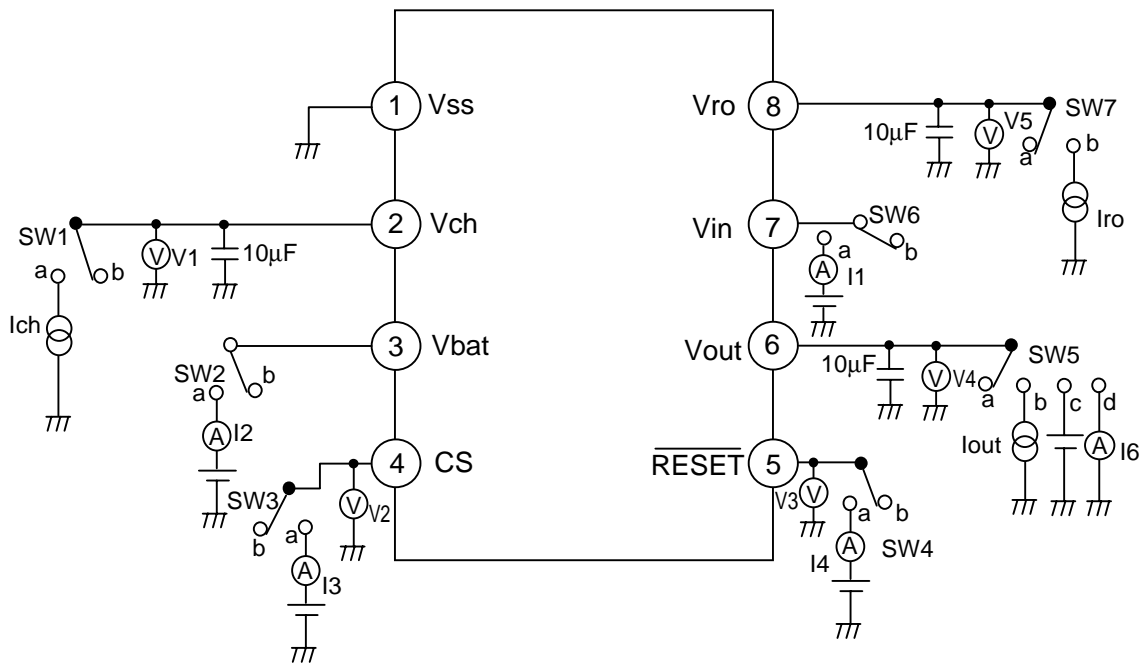 1 Vss
Vro 8
10µF
V V5
a
SW7
b
Iro
SW1
a
b
V V1
10µF
2 Vch
Ich
Vin 7
SW6
a
b
A I1
SW2
a
b
A I2
3 Vbat
Vout 6
10µF
V V4
a
SW5
b
c
d
Iout
A I6
SW3
b
a
V V2
4 CS
A I3
RESET 5
V3 V
a
b
I4 A
SW4